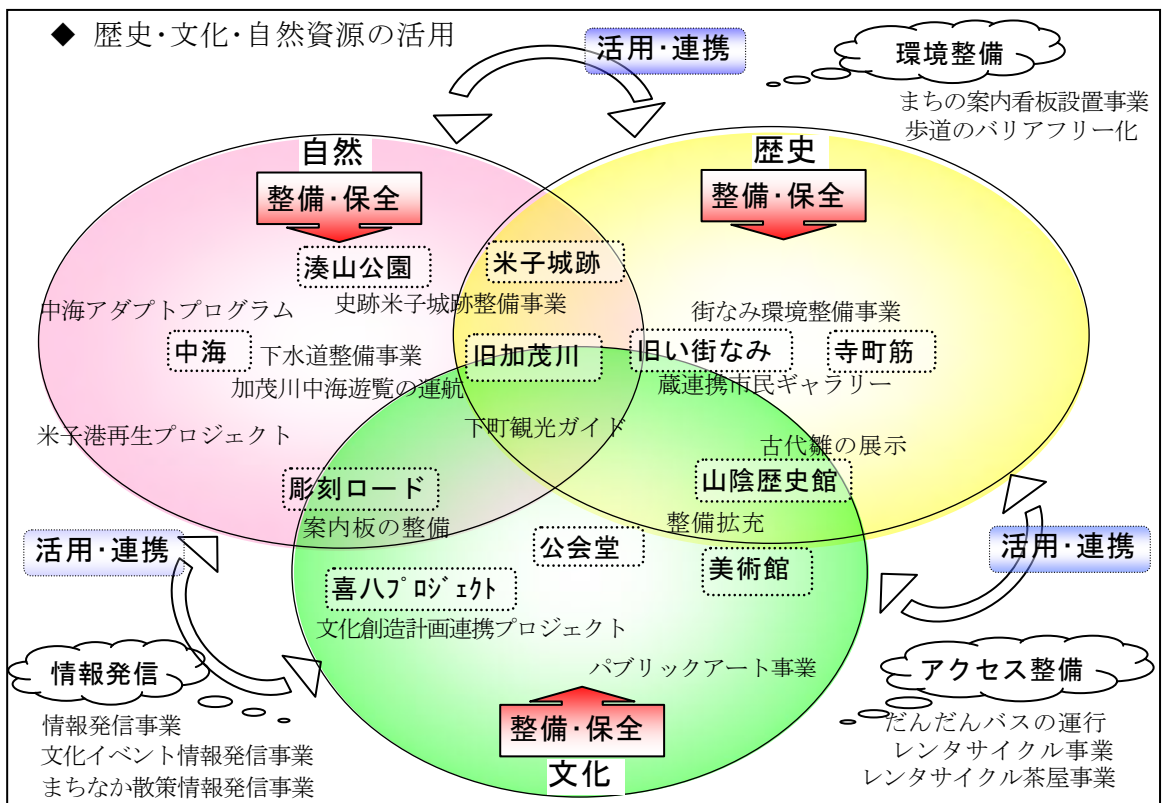 ◆ 歴史・文化・自然資源の活用
活用・連携
環境整備
まちの案内看板設置事業
歩道のバリアフリー化
自然
整備・保全
歴史
整備・保全
湊山公園
米子城跡
中海アダプトプログラム
史跡米子城跡整備事業
街なみ環境整備事業
中海
下水道整備事業
旧加茂川
旧い街なみ
寺町筋
加茂川中海遊覧の運航
蔵連携市民ギャラリー
米子港再生プロジェクト
下町観光ガイド
古代雛の展示
彫刻ロード
山陰歴史館
案内板の整備
整備拡充
活用・連携
公会堂
美術館
活用・連携
喜八プロジェクト
文化創造計画連携プロジェクト
情報発信
パブリックアート事業
アクセス整備
情報発信事業
文化イベント情報発信事業
まちなか散策情報発信事業
整備・保全
文化
だんだんバスの運行
レンタサイクル事業
レンタサイクル茶屋事業